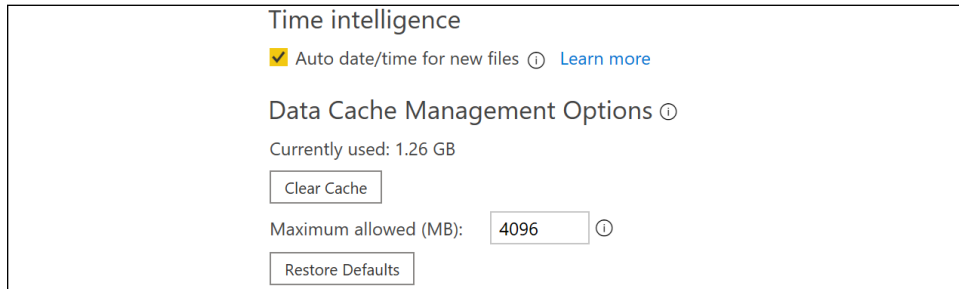 Time intelligence
Auto date/time for new files ⓘ Learn more
Data Cache Management Options ⓘ
Currently used: 1.26 GB
Clear Cache
Maximum allowed (MB): 4096 ⓘ
Restore Defaults